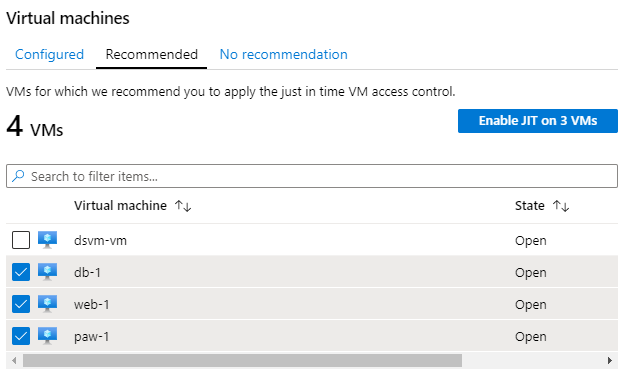 Virtual machines
Configured Recommended No recommendation
VMs for which we recommend you to apply the just in time VM access control.
4 VMs Enable JIT on 3 VMs
Search to filter items...
Virtual machine ↑↓ State ↑↓
dsvm-vm Open
db-1 Open
web-1 Open
paw-1 Open